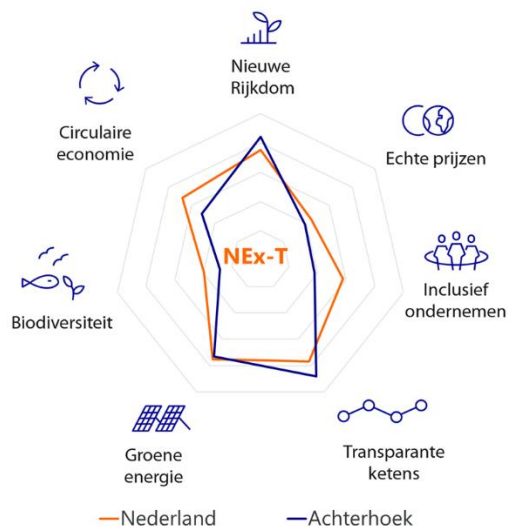 Nieuwe
Rijkdom
Echte prijzen
Circulaire
economie
NEx-T
Inclusief
ondernemen
Biodiversiteit
Groene
energie
Transparante
ketens
Nederland
Achterhoek